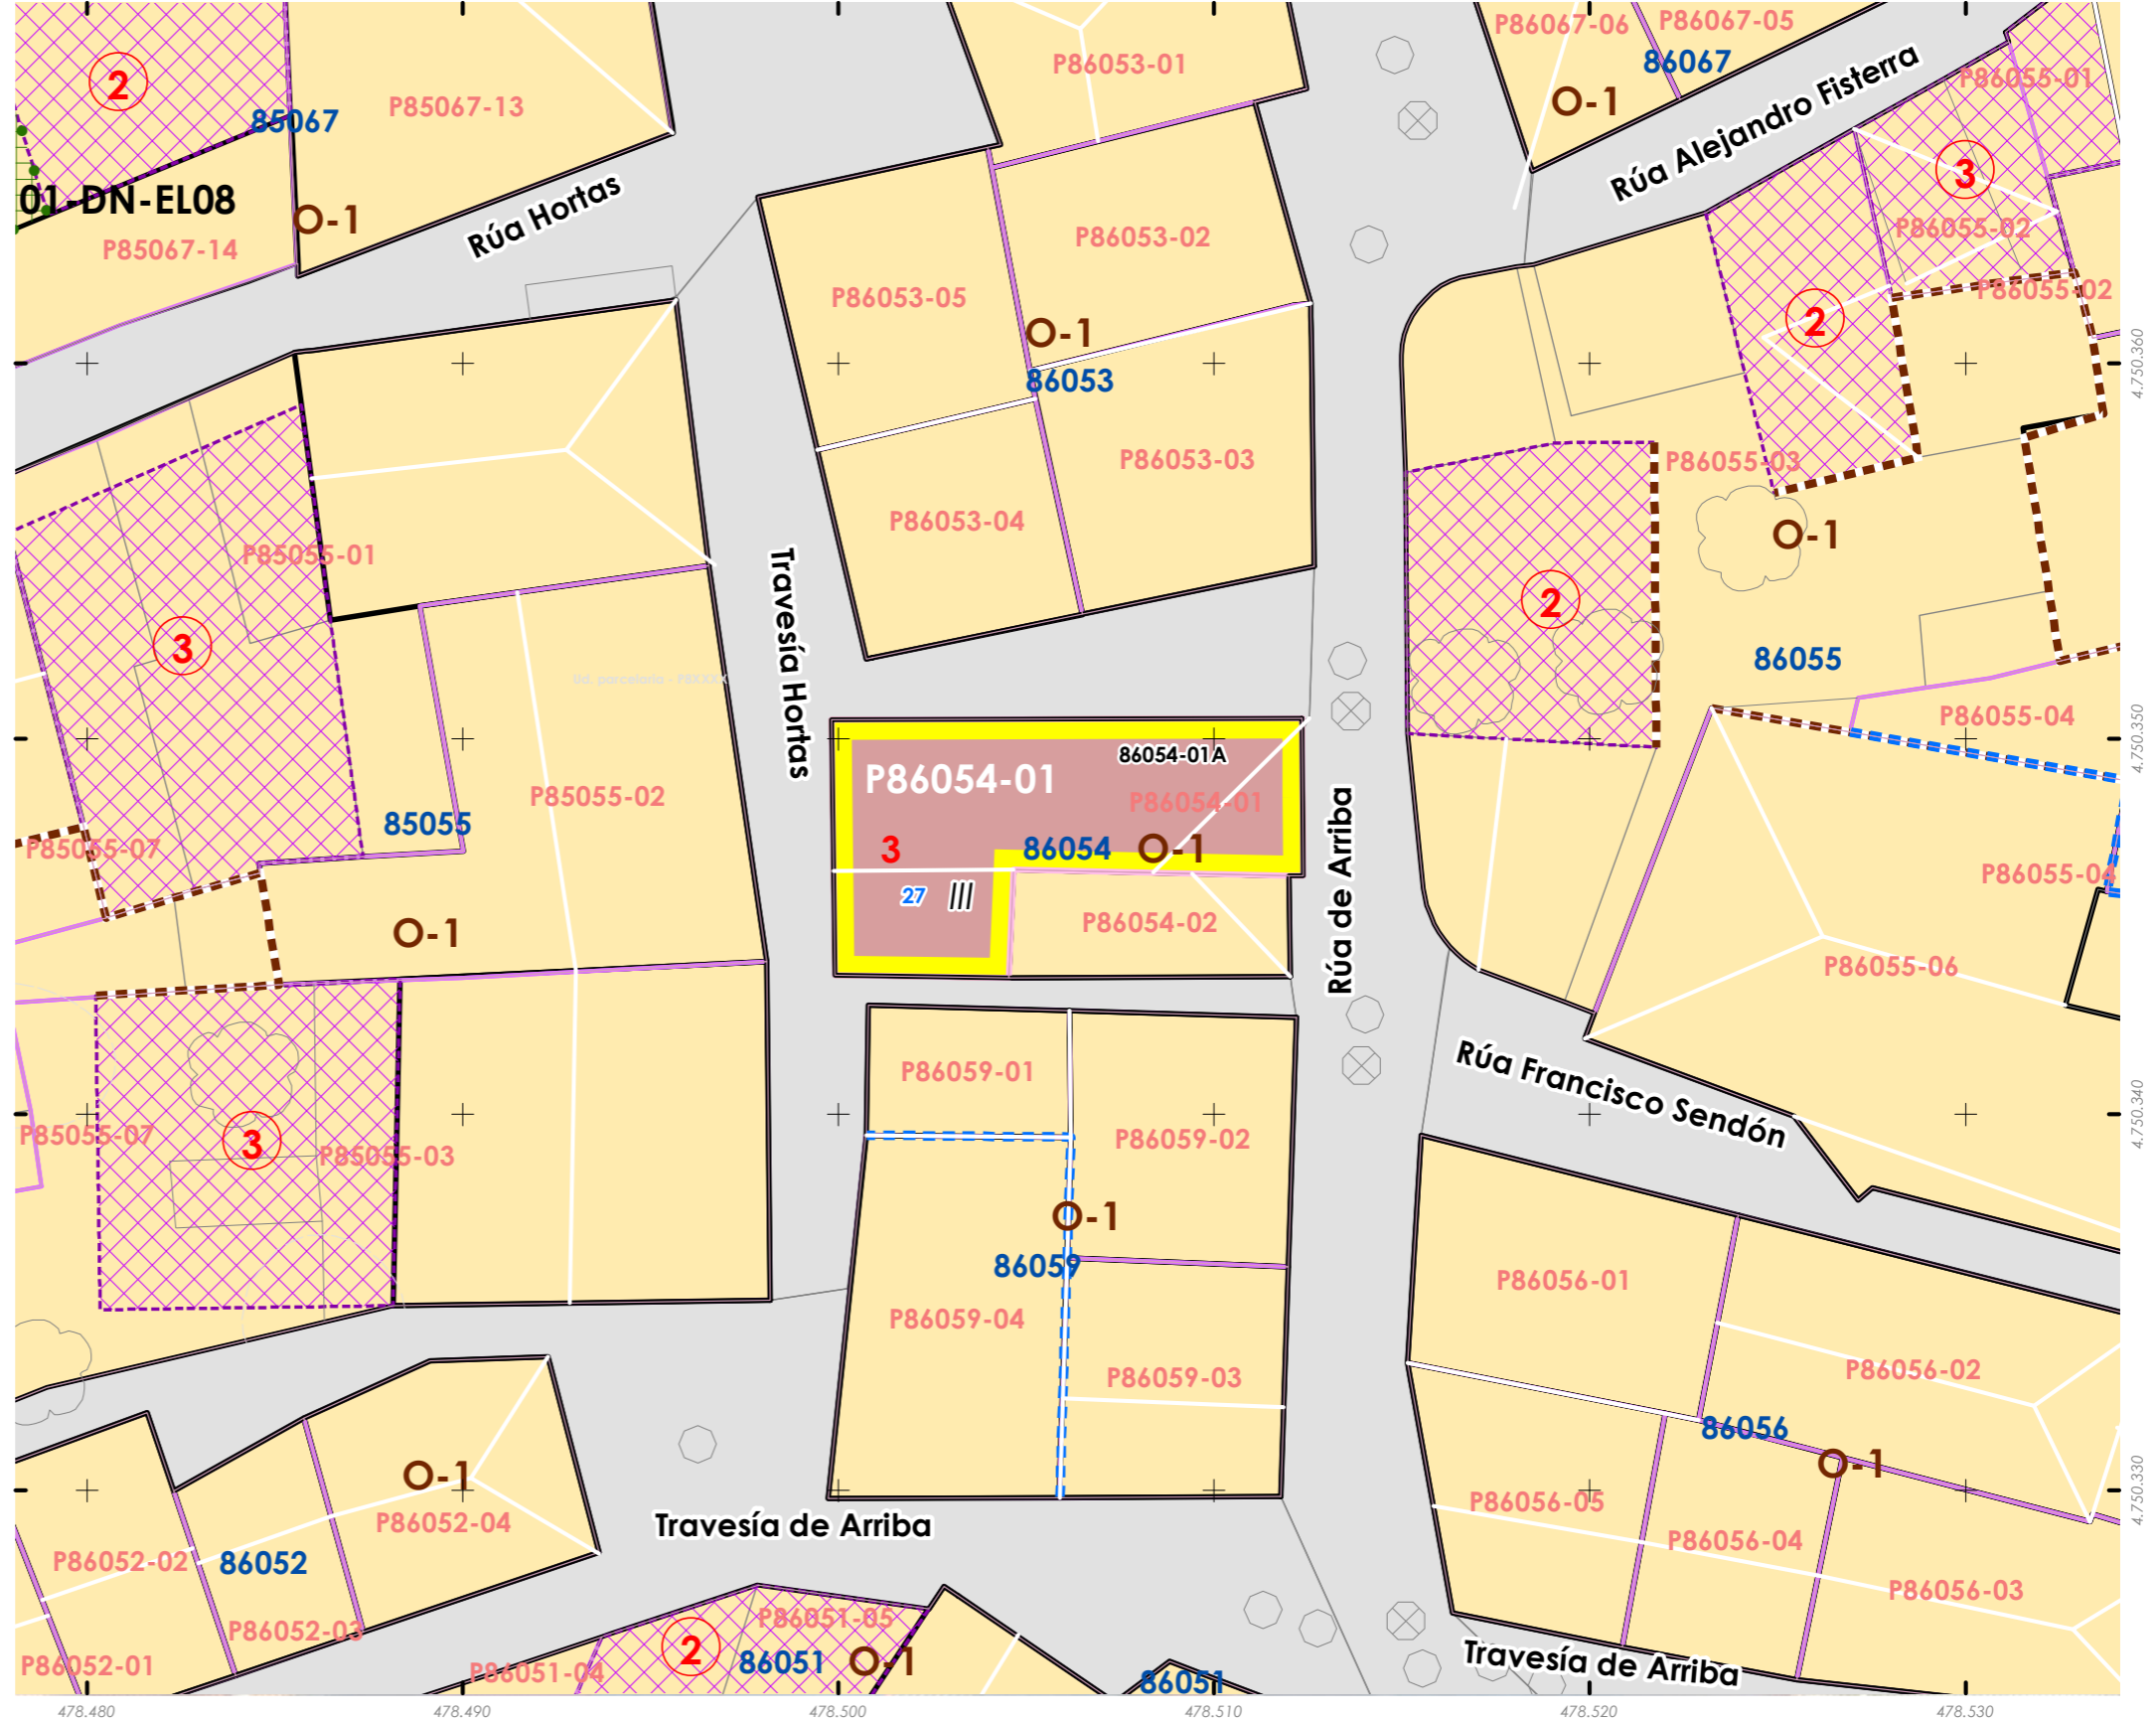 P86067-06
P86067-05
86067
O-1
Rúa Alejandro Fisterra
P86055-01
2
P85067-13
85067
P86053-01
01-DN-EL08
O-1
P85067-14
Rúa Hortas
P86053-02
P86053-05
O-1
86053
3
P86055-02
P86055-02
2
4.750.360
P86053-03
P86053-04
P86055-03
O-1
P85055-01
3
Ud. parcelario - P8XXXX
Travesía Hortas
2
86055
P86055-04
4.750.350
P86054-01
86054-01A
P86054-01
3
86054
O-1
27
III
P86054-02
Rúa de Arriba
P85055-02
85055
P85055-07
O-1
P86055-04
P86055-06
P86059-01
P86059-02
Rúa Francisco Sendón
4.750.340
P85055-07
3
P85055-03
O-1
86059
P86059-04
P86059-03
P86056-01
P86056-02
86056
O-1
4.750.330
O-1
P86052-04
P86052-02
86052
P86052-03
P86052-01
Travesía de Arriba
P86056-05
P86056-04
P86056-03
P86051-05
2
86051
O-1
P86051-04
86051
Travesía de Arriba
478.480
478.490
478.500
478.510
478.520
478.530